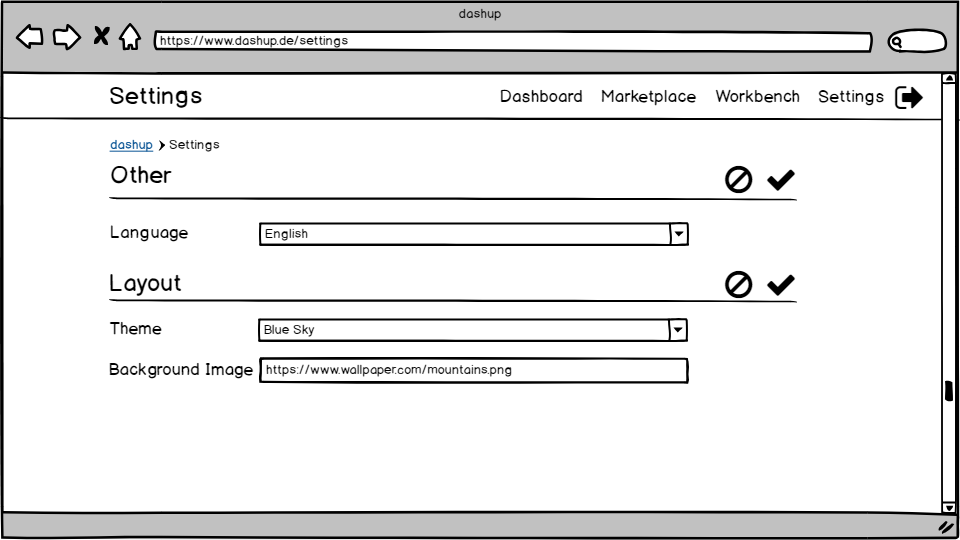 dashup
https://www.dashup.de/settings
Settings Dashboard Marketplace Workbench Settings
dashup Settings
Other
Language English
Layout
Theme Blue Sky
Background Image https://www.wallpaper.com/mountains.png